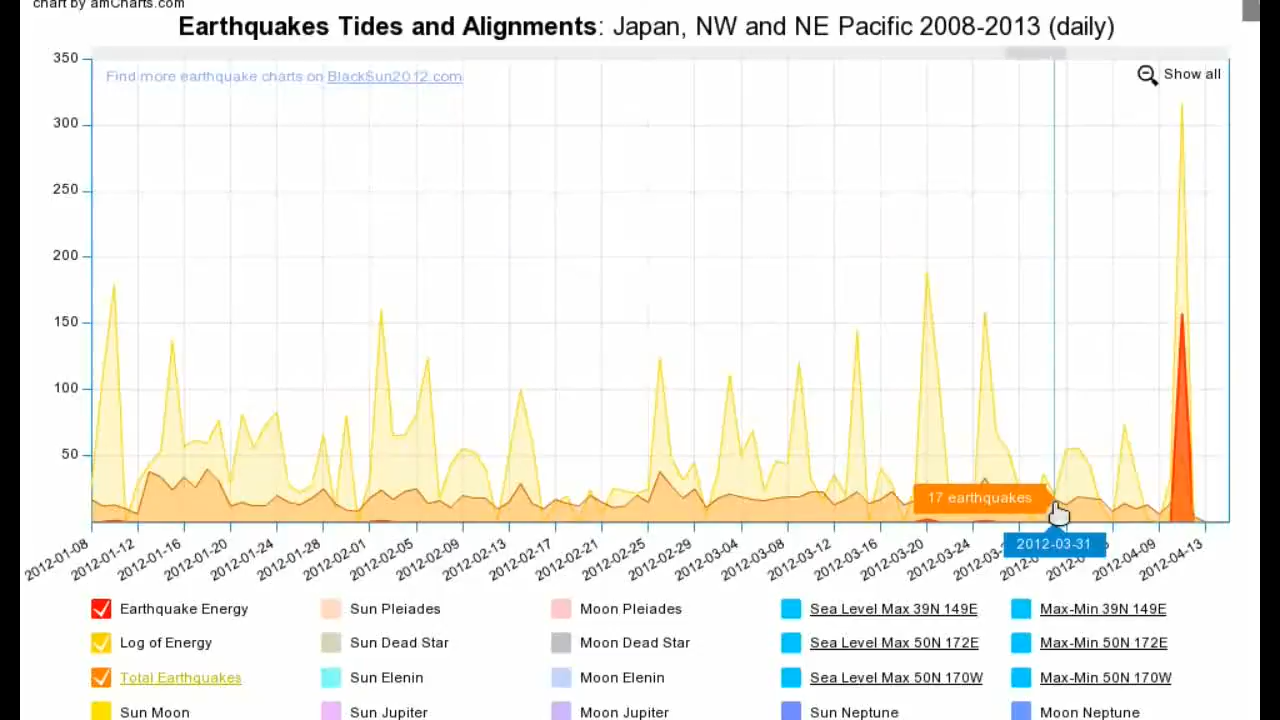 chart by amCharts.com
Earthquakes Tides and Alignments: Japan, NW and NE Pacific 2008-2013 (daily)
350
Find more earthquake charts on BlackSun2012.com
Show all
300
250
200
150
100
50
17 earthquakes
2012-03-31
2012-01-08
2012-01-12
2012-01-16
2012-01-20
2012-01-24
2012-01-28
2012-02-01
2012-02-05
2012-02-09
2012-02-13
2012-02-17
2012-02-21
2012-02-25
2012-02-29
2012-03-04
2012-03-08
2012-03-12
2012-03-16
2012-03-20
2012-03-24
2012-04-09
2012-04-13
Earthquake Energy
Sun Pleiades
Moon Pleiades
Sea Level Max 39N 149E
Max-Min 39N 149E
Log of Energy
Sun Dead Star
Moon Dead Star
Sea Level Max 50N 172E
Max-Min 50N 172E
Total Earthquakes
Sun Elenin
Moon Elenin
Sea Level Max 50N 170W
Max-Min 50N 170W
Sun Moon
Sun Jupiter
Moon Jupiter
Sun Neptune
Moon Neptune